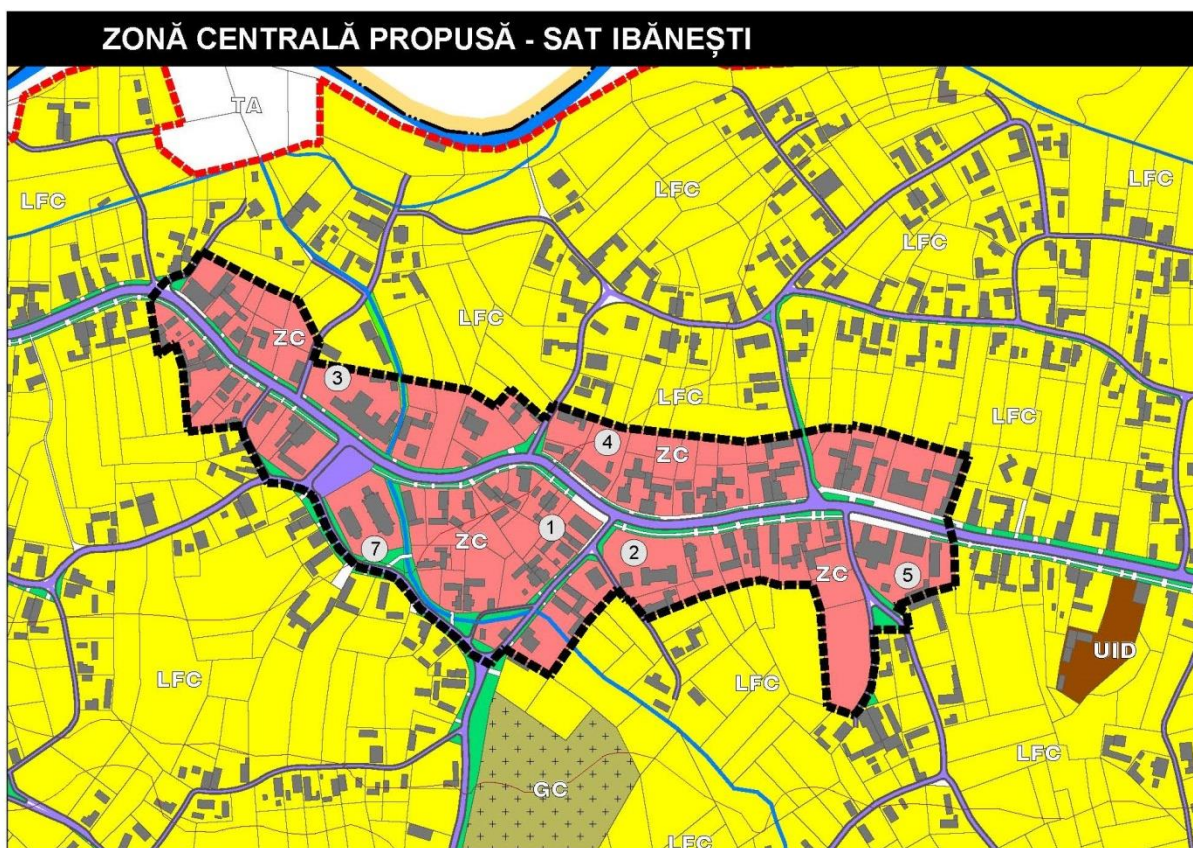 ZONĂ CENTRALĂ PROPUSĂ - SAT IBĂNEȘTI
TA
LFC
LFC
LFC
LFC
LFC
ZC
3
LFC
LFC
4
ZC
1
ZC
2
7
ZC
5
UID
LFC
LFC
LFC
GC
LFC